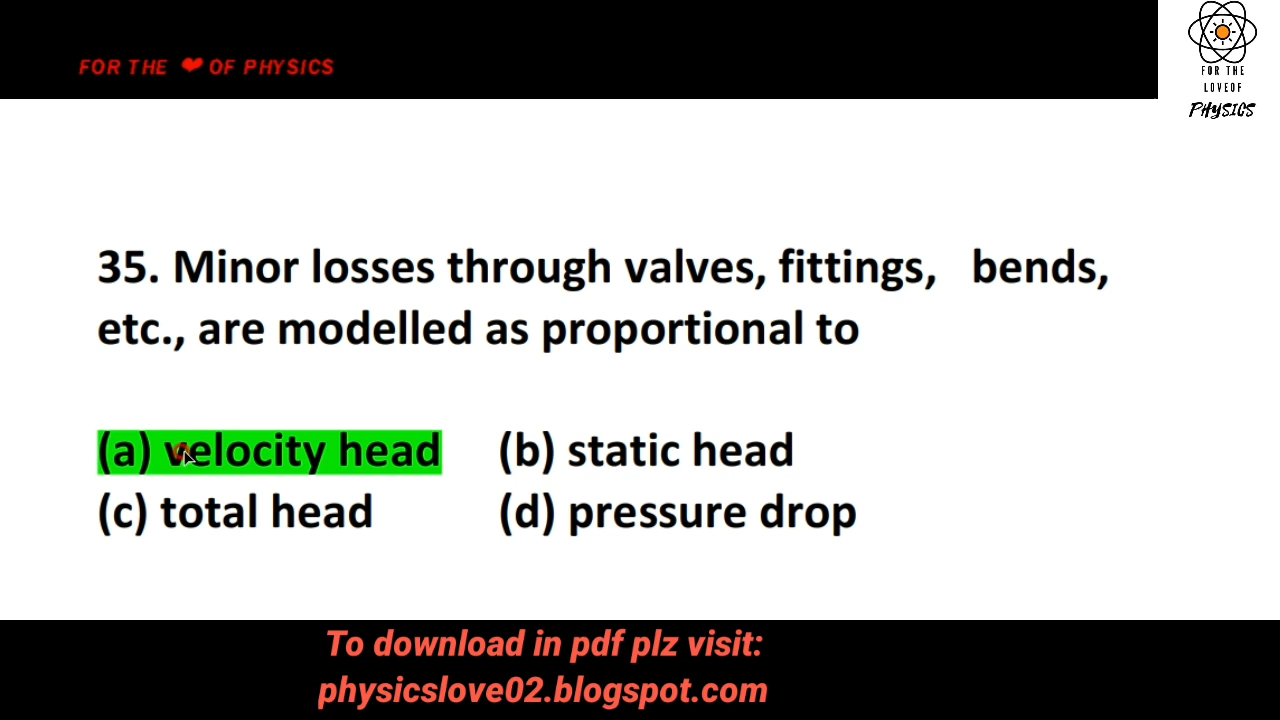 FOR THE ❤ OF PHYSICS
FOR THE
LOVEOF
PHYSICS
35. Minor losses through valves, fittings, bends,
etc., are modelled as proportional to
(a) velocity head (b) static head
(c) total head (d) pressure drop
To download in pdf plz visit:
physicslove02.blogspot.com